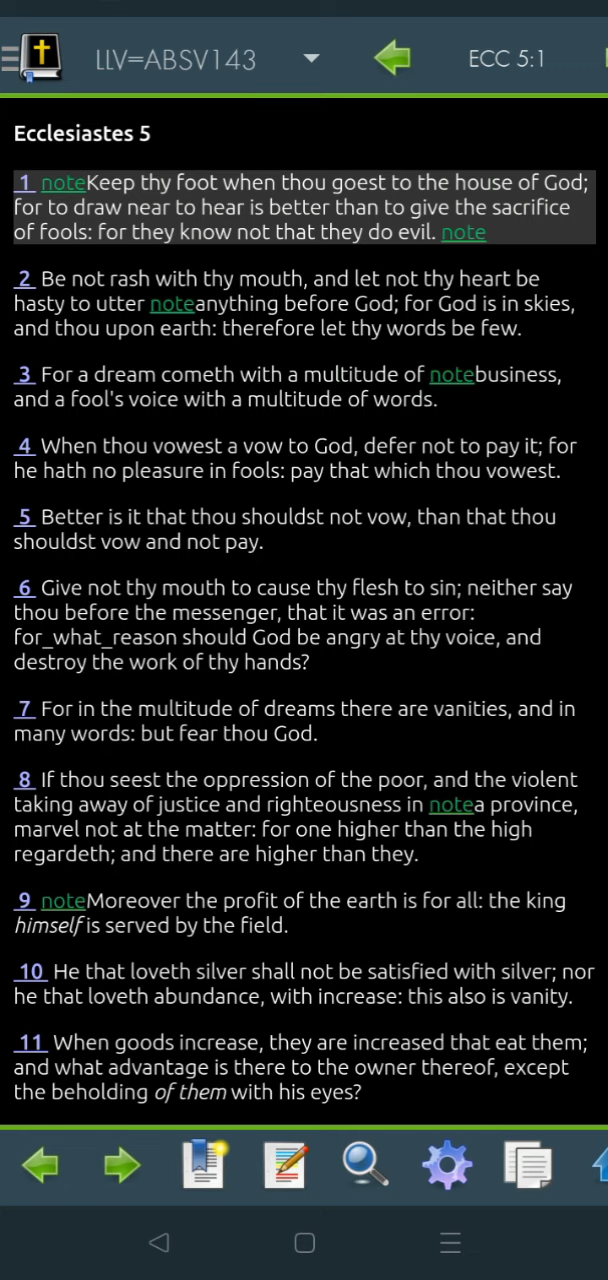 LLV=ABSV143
ECC 5:1
Ecclesiastes 5
1 noteKeep thy foot when thou goest to the house of God;
for to draw near to hear is better than to give the sacrifice
of fools: for they know not that they do evil. note
2 Be not rash with thy mouth, and let not thy heart be
hasty to utter noteanything before God; for God is in skies,
and thou upon earth: therefore let thy words be few.
3 For a dream cometh with a multitude of notebusiness,
and a fool's voice with a multitude of words.
4 When thou vowest a vow to God, defer not to pay it; for
he hath no pleasure in fools: pay that which thou vowest.
5 Better is it that thou shouldst not vow, than that thou
shouldst vow and not pay.
6 Give not thy mouth to cause thy flesh to sin; neither say
thou before the messenger, that it was an error:
for_what_reason should God be angry at thy voice, and
destroy the work of thy hands?
7 For in the multitude of dreams there are vanities, and in
many words: but fear thou God.
8 If thou seest the oppression of the poor, and the violent
taking away of justice and righteousness in notea province,
marvel not at the matter: for one higher than the high
regardeth; and there are higher than they.
9 noteMoreover the profit of the earth is for all: the king
himself is served by the field.
10 He that loveth silver shall not be satisfied with silver; nor
he that loveth abundance, with increase: this also is vanity.
11 When goods increase, they are increased that eat them;
and what advantage is there to the owner thereof, except
the beholding of them with his eyes?